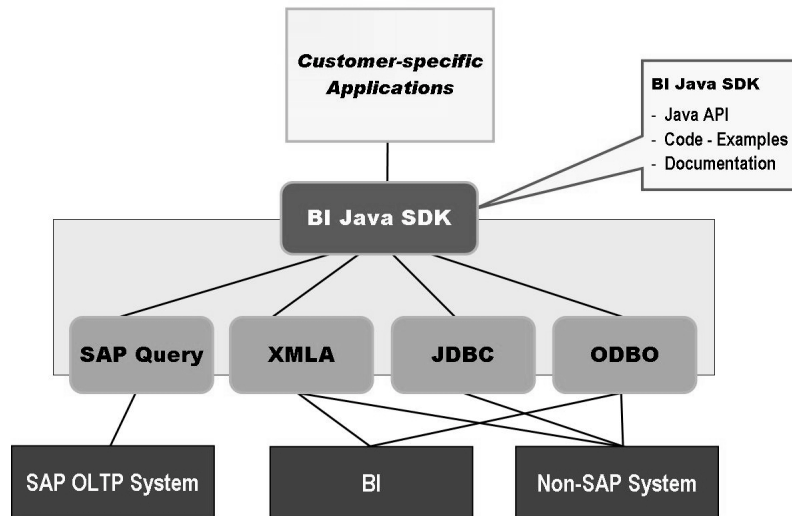 Customer-specific
Applications
BI Java SDK
- Java API
- Code - Examples
- Documentation
BI Java SDK
SAP Query
XMLA
JDBC
ODBO
SAP OLTP System
BI
Non-SAP System